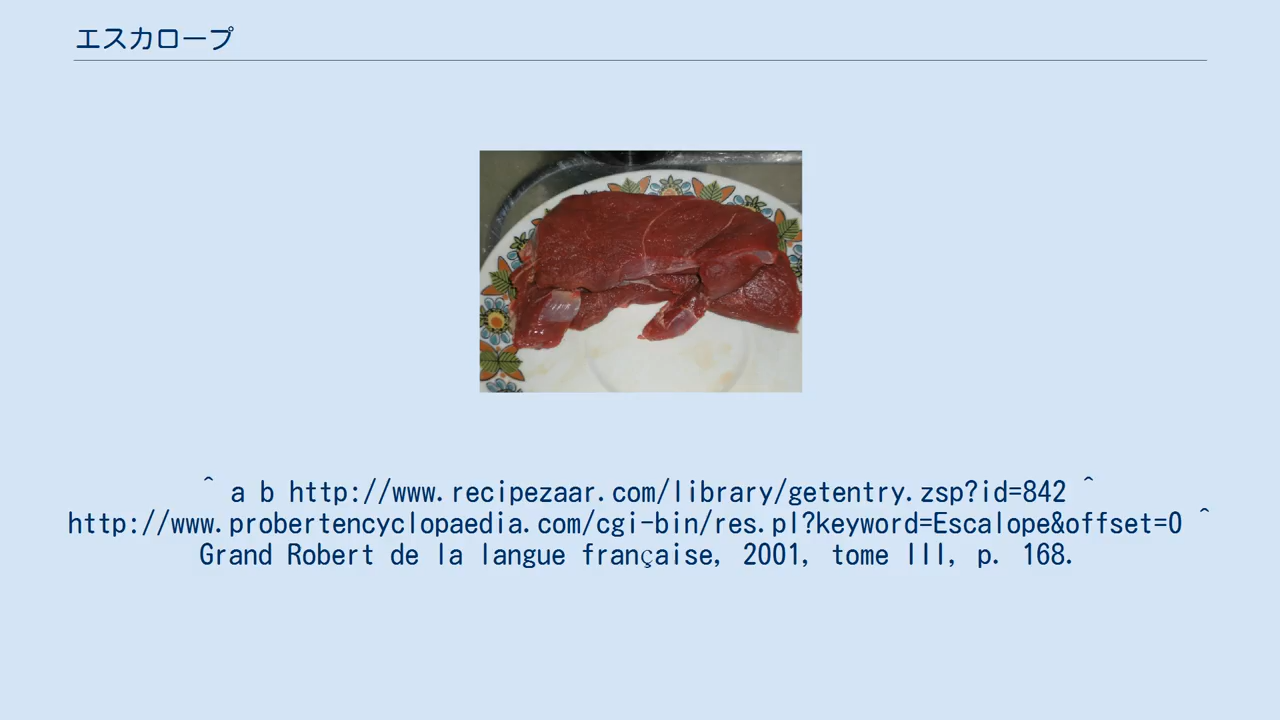 エスカロープ
^ a b http://www.recipezaar.com/library/getentry.zsp?id=842 ^
http://www.probertencyclopaedia.com/cgi-bin/res.pl?keyword=Escalope&offset=0 ^
Grand Robert de la langue française, 2001, tome III, p. 168.